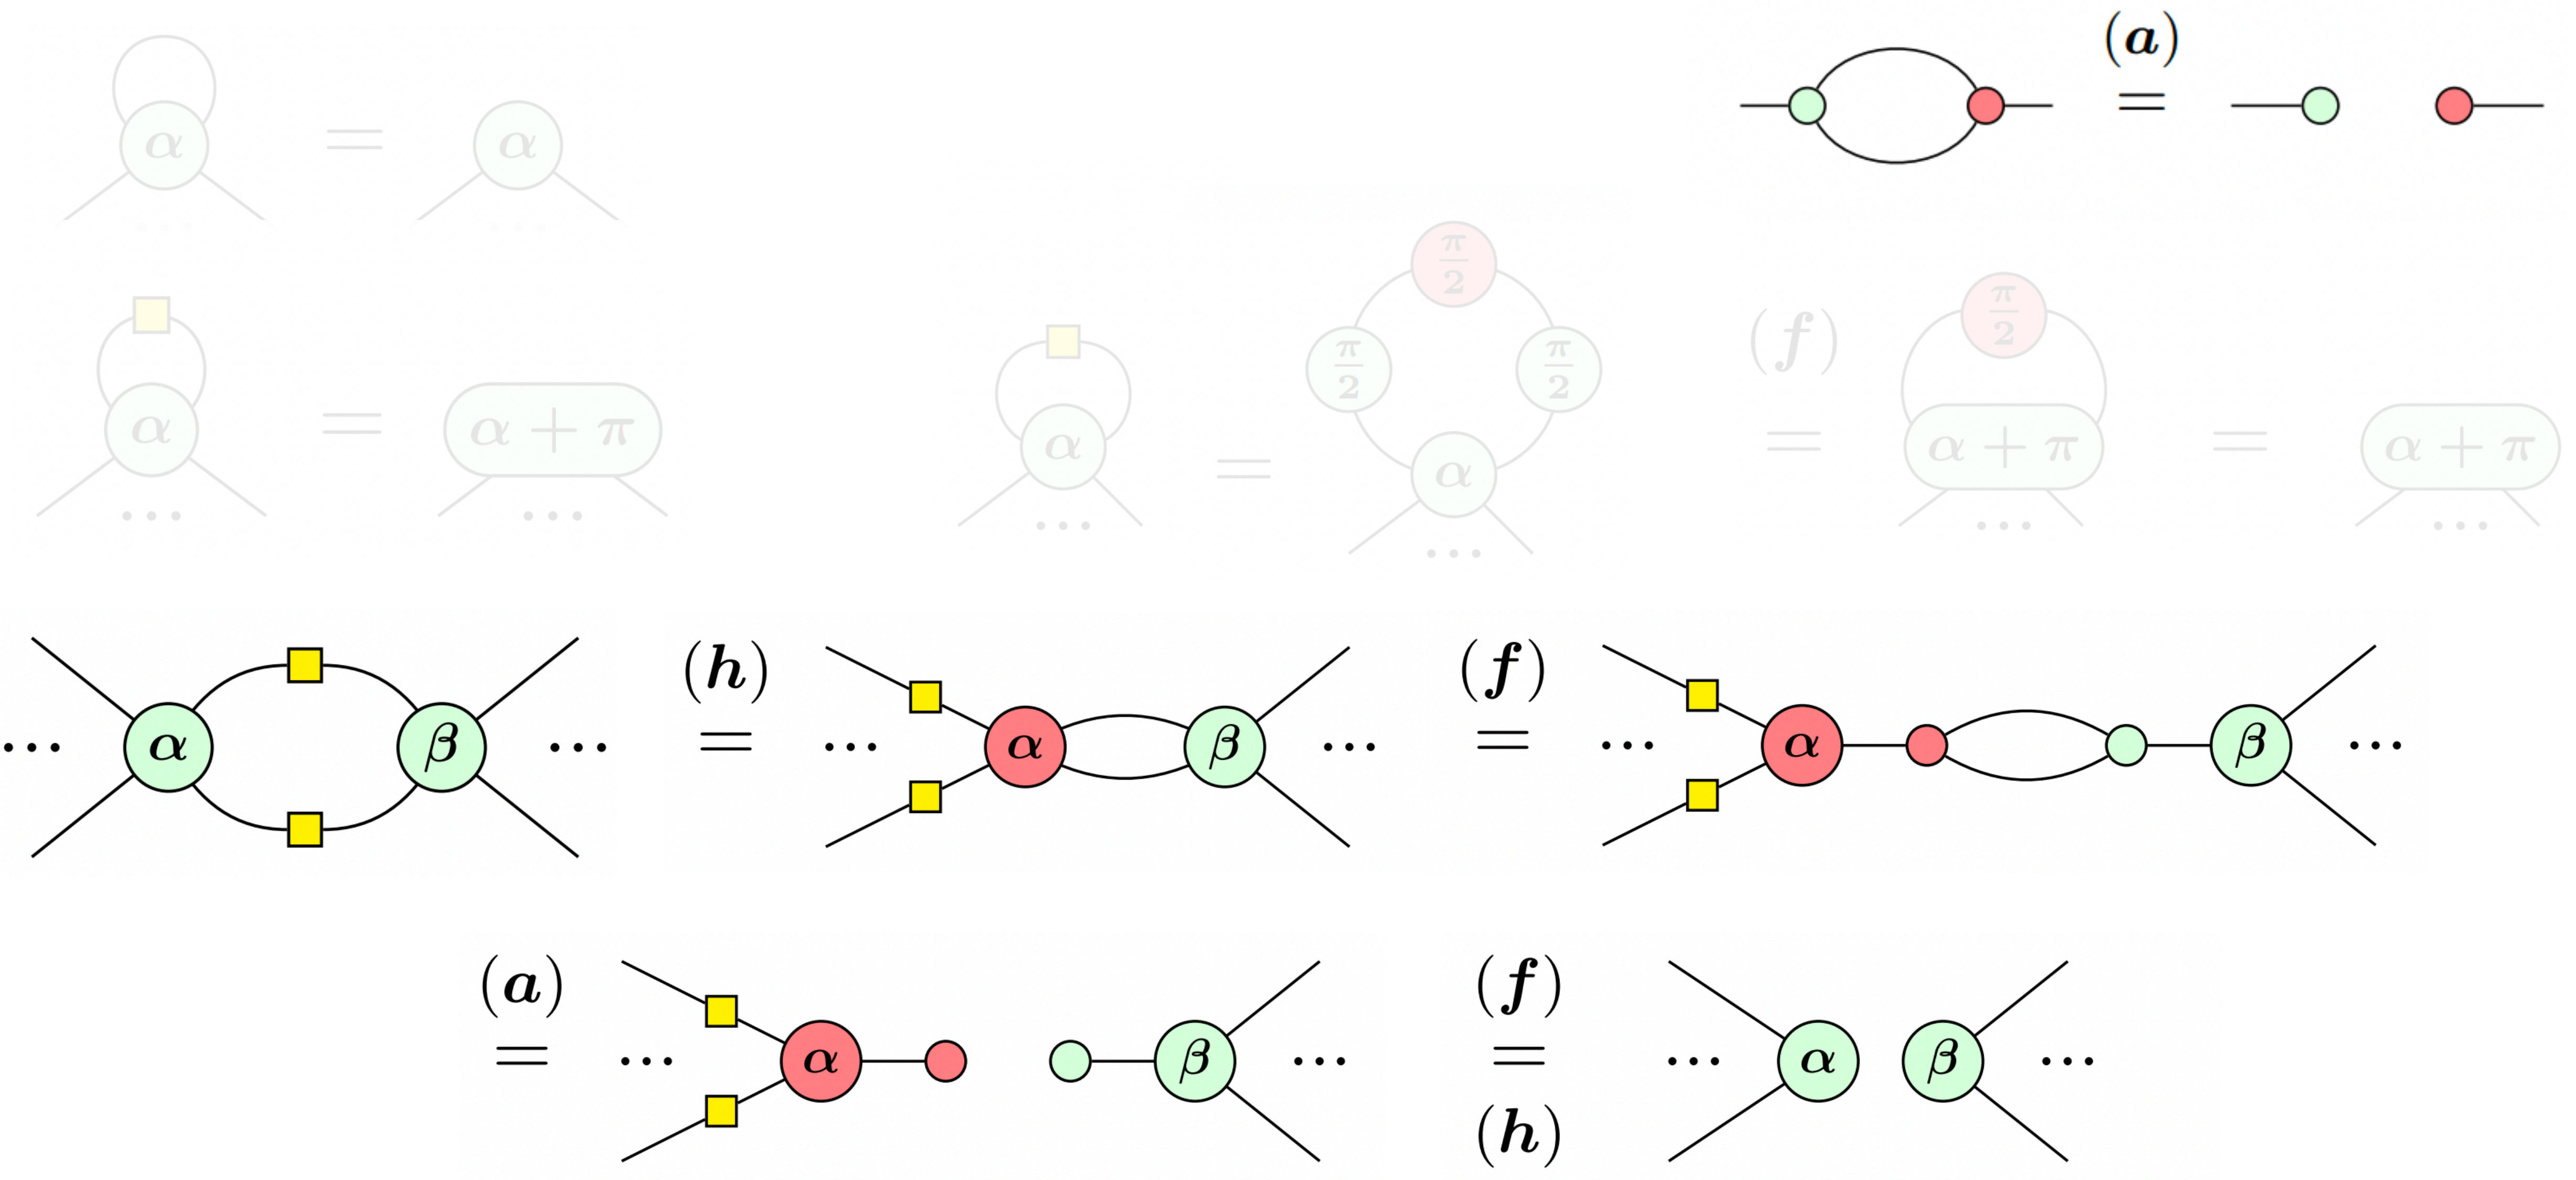 (a)
=
α = α
...
...
π/2
α = π/2 π/2 α (f) = π/2 α + π = α + π
α = α + π
... ... ... ... ... ...
... α β ... (h) = ... α β ... (f) = ... α β ...
(a) = ... α β ... (f) = (h) ... α β ...